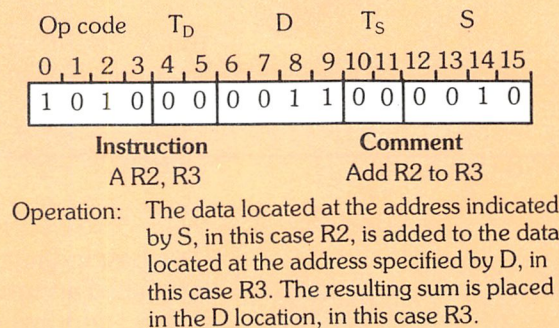 Op code T_D D T_S S
0 1 2 3 4 5 6 7 8 9 10 11 12 13 14 15
1 0 1 0 0 0 0 0 1 1 0 0 0 0 1 0
Instruction Comment
A R2, R3 Add R2 to R3
Operation: The data located at the address indicated
by S, in this case R2, is added to the data
located at the address specified by D, in
this case R3. The resulting sum is placed
in the D location, in this case R3.